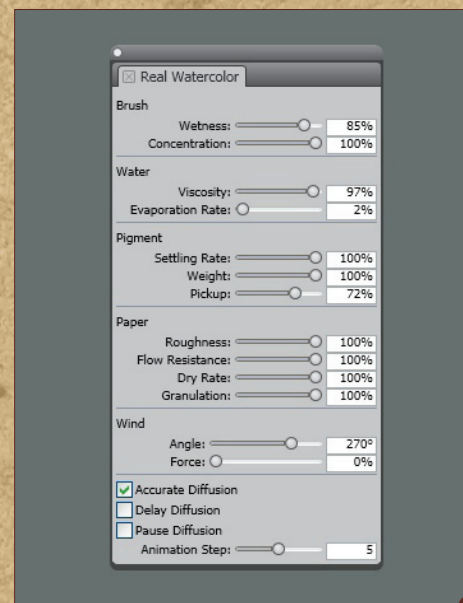 Real Watercolor
Brush
Wetness: 85%
Concentration: 100%
Water
Viscosity: 97%
Evaporation Rate: 2%
Pigment
Settling Rate: 100%
Weight: 100%
Pickup: 72%
Paper
Roughness: 100%
Flow Resistance: 100%
Dry Rate: 100%
Granulation: 100%
Wind
Angle: 270°
Force: 0%
Accurate Diffusion
Delay Diffusion
Pause Diffusion
Animation Step: 5